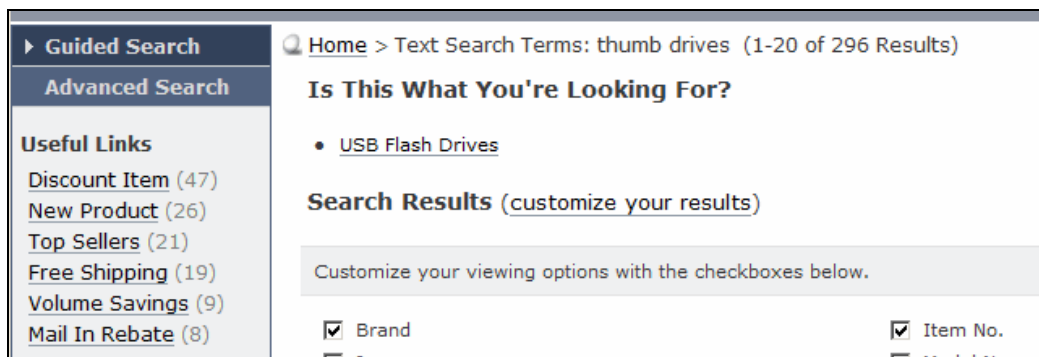 Guided Search
Advanced Search
Useful Links
Discount Item (47)
New Product (26)
Top Sellers (21)
Free Shipping (19)
Volume Savings (9)
Mail In Rebate (8)
Home > Text Search Terms: thumb drives (1-20 of 296 Results)
Is This What You're Looking For?
• USB Flash Drives
Search Results (customize your results)
Customize your viewing options with the checkboxes below.
Brand
Item No.